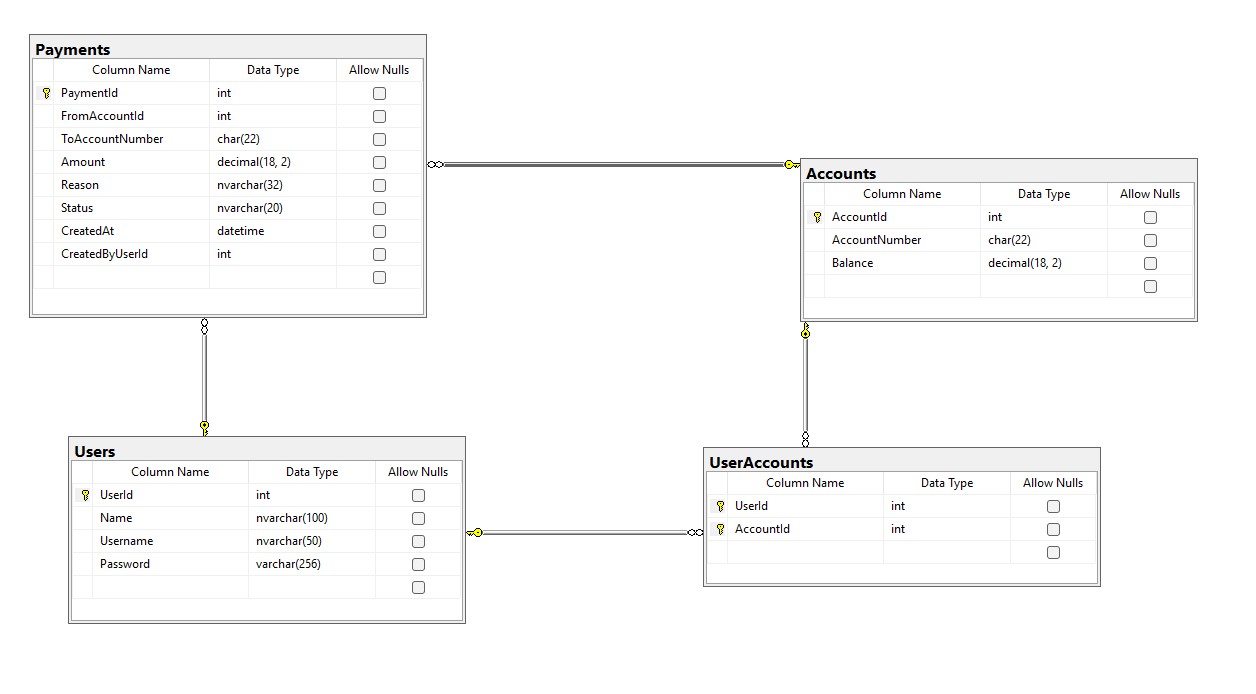 Payments
Column Name Data Type Allow Nulls
PaymentId int
FromAccountId int
ToAccountNumber char(22)
Amount decimal(18, 2)
Reason nvarchar(32)
Status nvarchar(20)
CreatedAt datetime
CreatedByUserId int
Accounts
Column Name Data Type Allow Nulls
AccountId int
AccountNumber char(22)
Balance decimal(18, 2)
Users
Column Name Data Type Allow Nulls
UserId int
Name nvarchar(100)
Username nvarchar(50)
Password varchar(256)
UserAccounts
Column Name Data Type Allow Nulls
UserId int
AccountId int